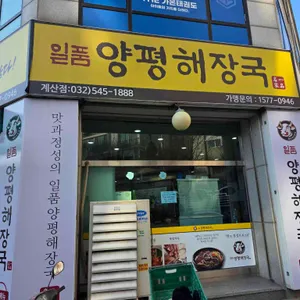 일품 양평해장국
계산점:(032)545-1888
가맹문의 : 1577-0946
맛과 정성의 일품양평해장국
일품
양평해장국